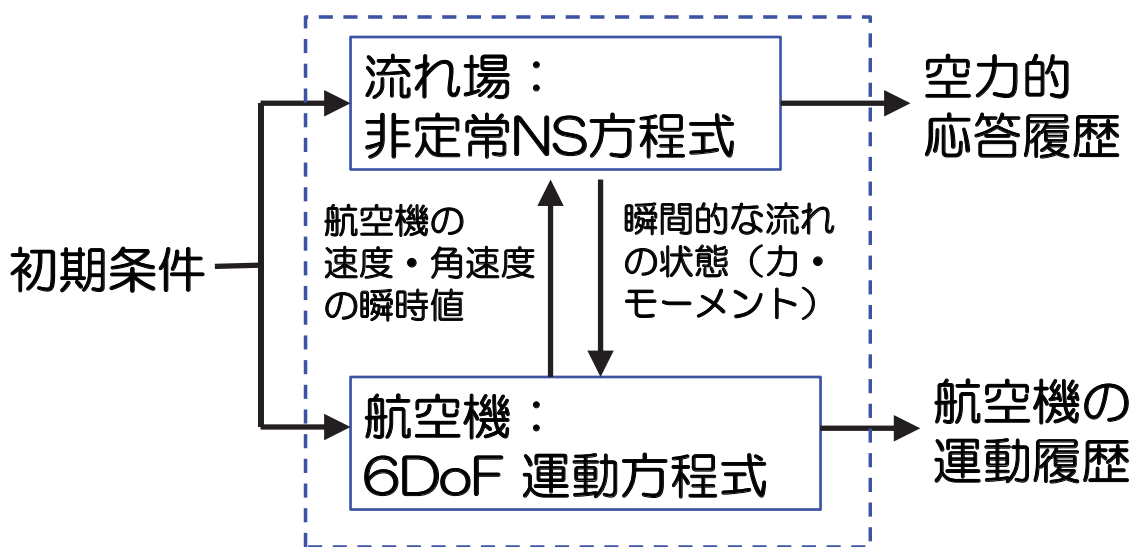 初期条件
流れ場：
非定常NS方程式
航空機の
速度・角速度
の瞬時値
瞬間的な流れ
の状態（力・
モーメント）
航空機：
6DoF 運動方程式
空力的
応答履歴
航空機の
運動履歴